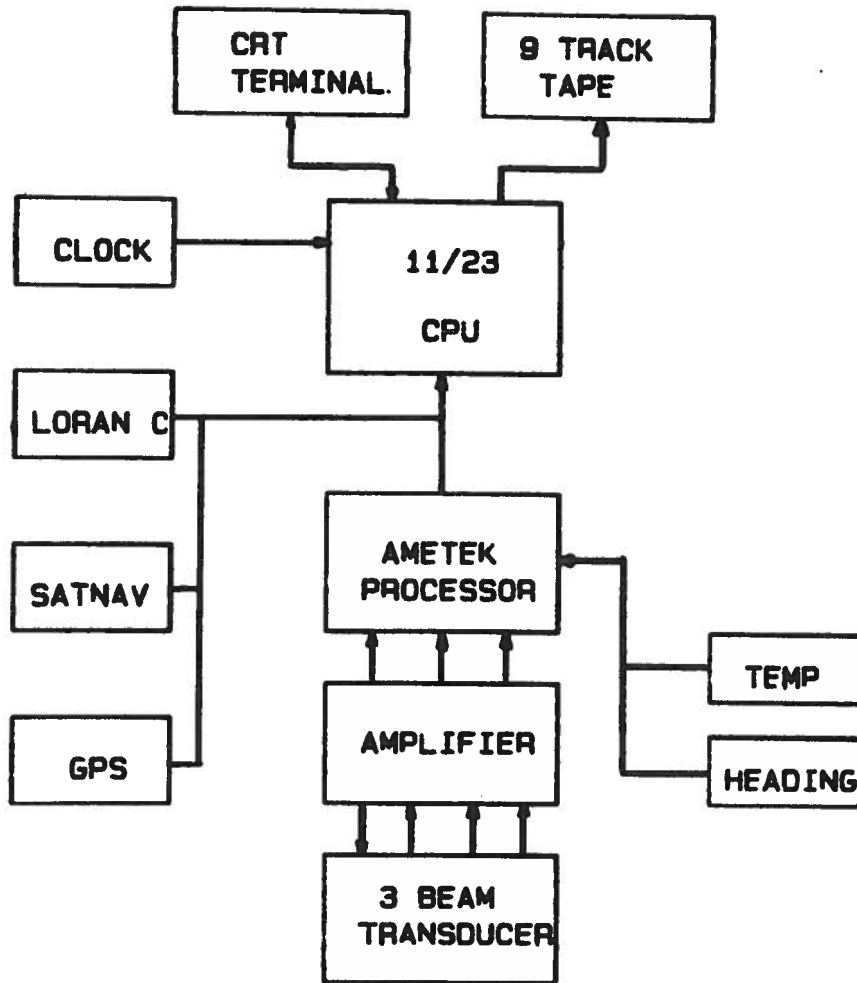 CRT
TERMINAL.
9 TRACK
TAPE
CLOCK
11/23
CPU
LORAN C
AMETEK
PROCESSOR
SATNAV
TEMP
AMPLIFIER
GPS
HEADING
3 BEAM
TRANSDUCER